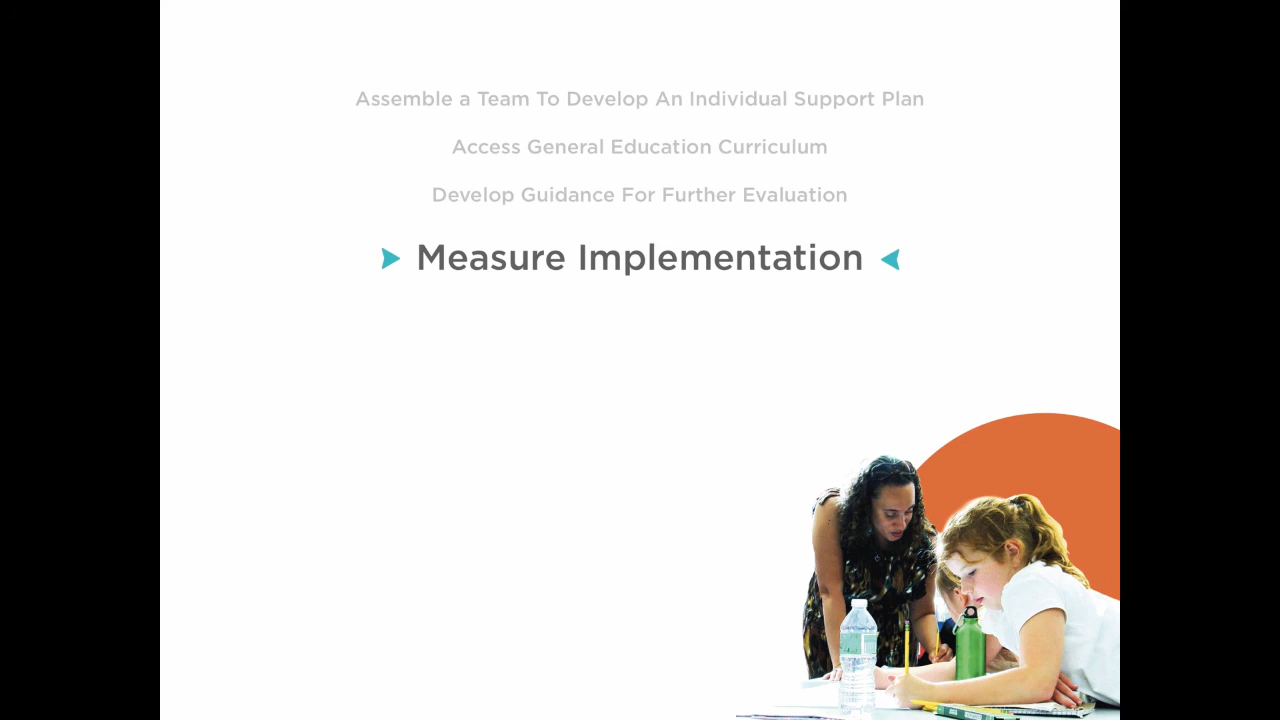 Assemble a Team To Develop An Individual Support Plan
Access General Education Curriculum
Develop Guidance For Further Evaluation
Measure Implementation